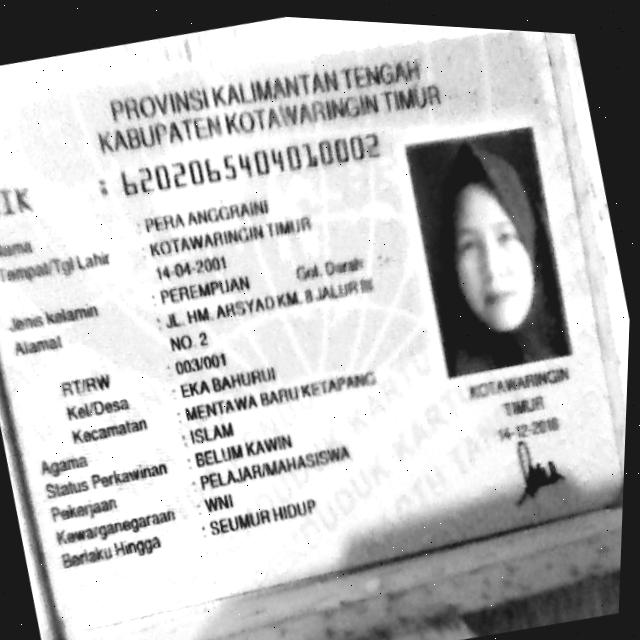 PROVINSI KALIMANTAN TENGAH
KABUPATEN KOTAWARINGIN TIMUR
IK : 6202065404010002
Nama : PERA ANGGRAINI
Tempat/Tgl Lahir : KOTAWARINGIN TIMUR
14-04-2001
Jenis kelamin : PEREMPUAN Gol. Darah : -
Alamat : JL. HM. ARSYAD KM. 8 JALUR III
NO. 2
RT/RW : 003/001
Kel/Desa : EKA BAHURUI
Kecamatan : MENTAWA BARU KETAPANG
Agama : ISLAM
Status Perkawinan : BELUM KAWIN
Pekerjaan : PELAJAR/MAHASISWA
Kewarganegaraan : WNI
Berlaku Hingga : SEUMUR HIDUP
KOTAWARINGIN
TIMUR
14-12-2018